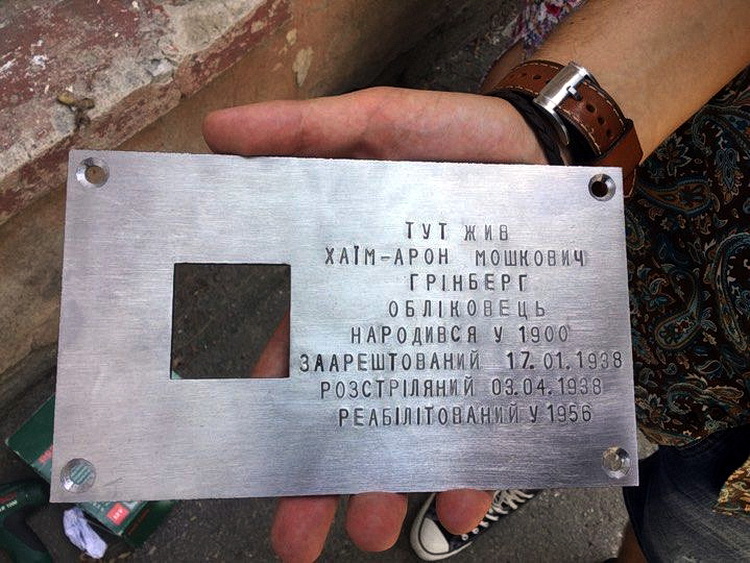 ТУТ ЖИВ
ХАЇМ-АРОН МОШКОВИЧ
ГРІНБЕРГ
ОБЛІКОВЕЦЬ
НАРОДИВСЯ У 1900
ЗААРЕШТОВАНИЙ 17.01.1938
РОЗСТРІЛЯНИЙ 03.04.1938
РЕАБІЛІТОВАНИЙ У 1956